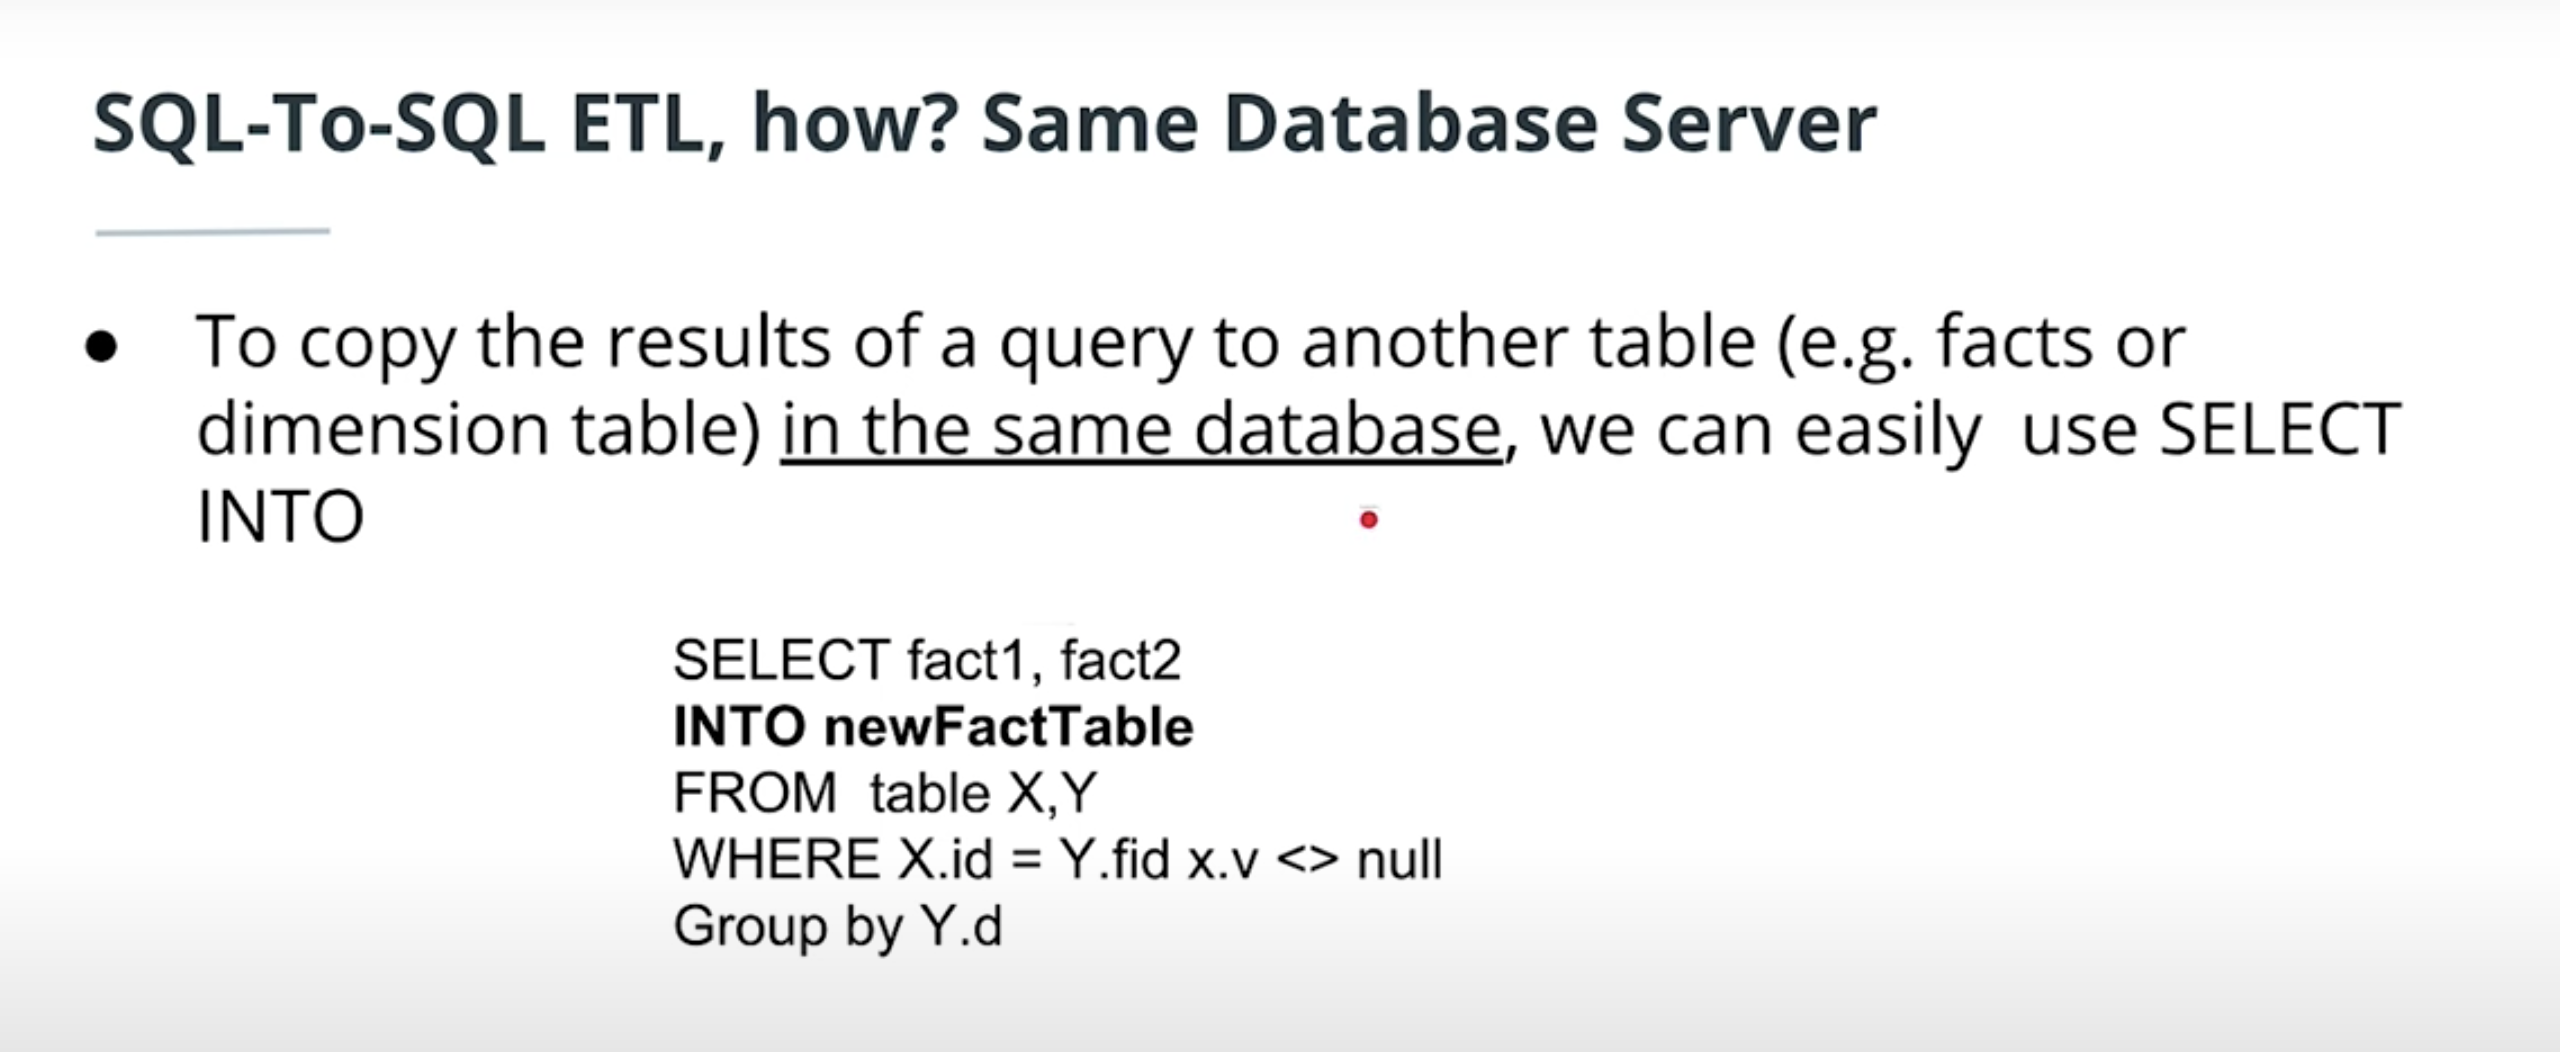 SQL-To-SQL ETL, how? Same Database Server
● To copy the results of a query to another table (e.g. facts or
dimension table) in the same database, we can easily use SELECT
INTO
SELECT fact1, fact2
INTO newFactTable
FROM table X,Y
WHERE X.id = Y.fid x.v <> null
Group by Y.d